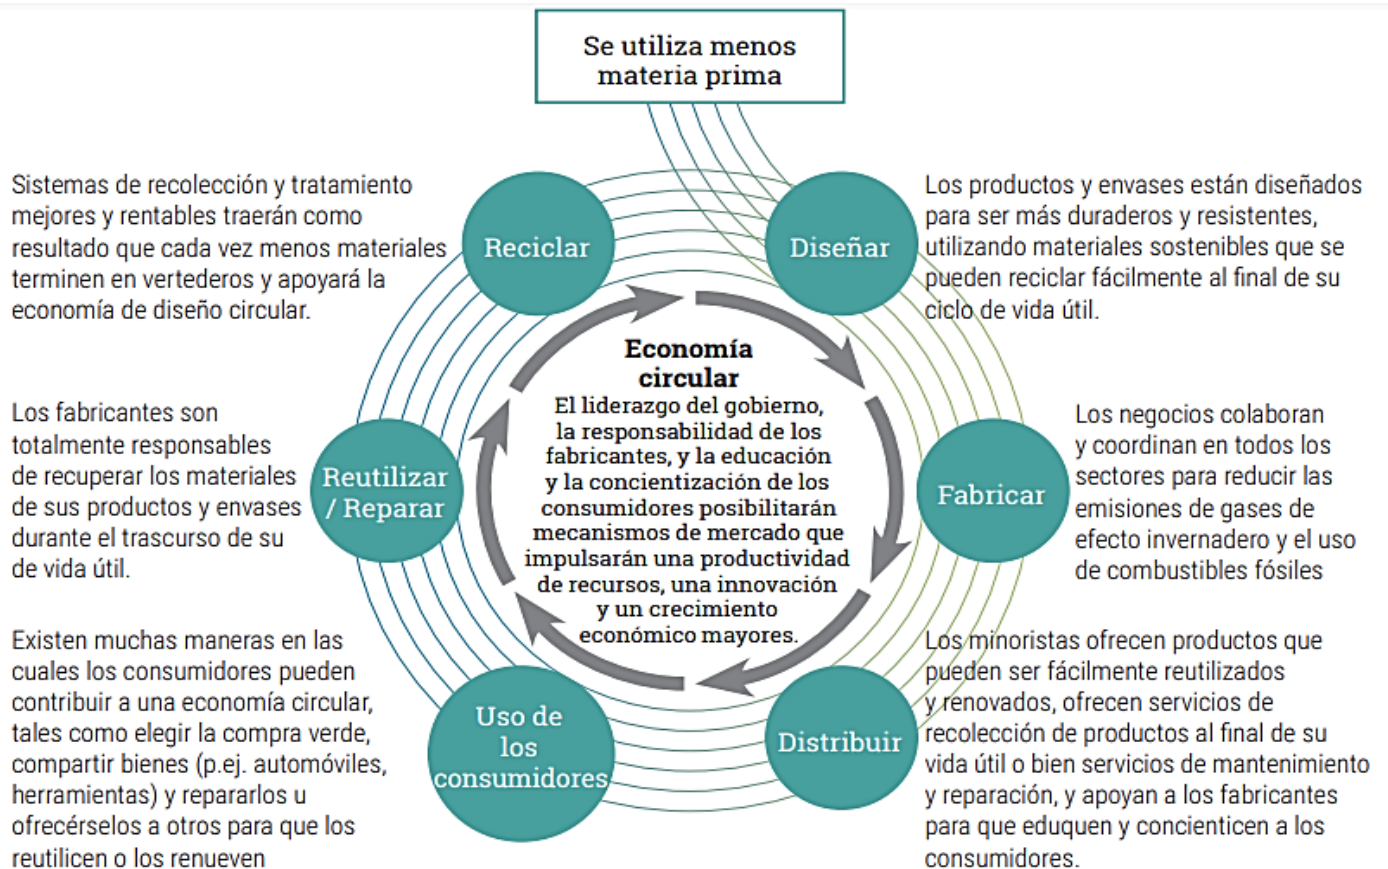 Se utiliza menos
materia prima
Reciclar
Sistemas de recolección y tratamiento
mejores y rentables traerán como
resultado que cada vez menos materiales
terminen en vertederos y apoyará la
economía de diseño circular.
Diseñar
Los productos y envases están diseñados
para ser más duraderos y resistentes,
utilizando materiales sostenibles que se
pueden reciclar fácilmente al final de su
ciclo de vida útil.
Economía
circular
El liderazgo del gobierno,
la responsabilidad de los
fabricantes, y la educación
y la concientización de los
consumidores posibilitarán
mecanismos de mercado que
impulsarán una productividad
de recursos, una innovación
y un crecimiento
económico mayores.
Los fabricantes son
totalmente responsables
de recuperar los materiales
de sus productos y envases
durante el trascurso de su
de vida útil.
Reutilizar
/ Reparar
Fabricar
Los negocios colaboran
y coordinan en todos los
sectores para reducir las
emisiones de gases de
efecto invernadero y el uso
de combustibles fósiles
Existen muchas maneras en las
cuales los consumidores pueden
contribuir a una economía circular,
tales como elegir la compra verde,
compartir bienes (p.ej. automóviles,
herramientas) y repararlos u
ofrecérselos a otros para que los
reutilicen o los renueven
Uso de
los
consumidores
Distribuir
Los minoristas ofrecen productos que
pueden ser fácilmente reutilizados
y renovados, ofrecen servicios de
recolección de productos al final de su
vida útil o bien servicios de mantenimiento
y reparación, y apoyan a los fabricantes
para que eduquen y concienticen a los
consumidores.